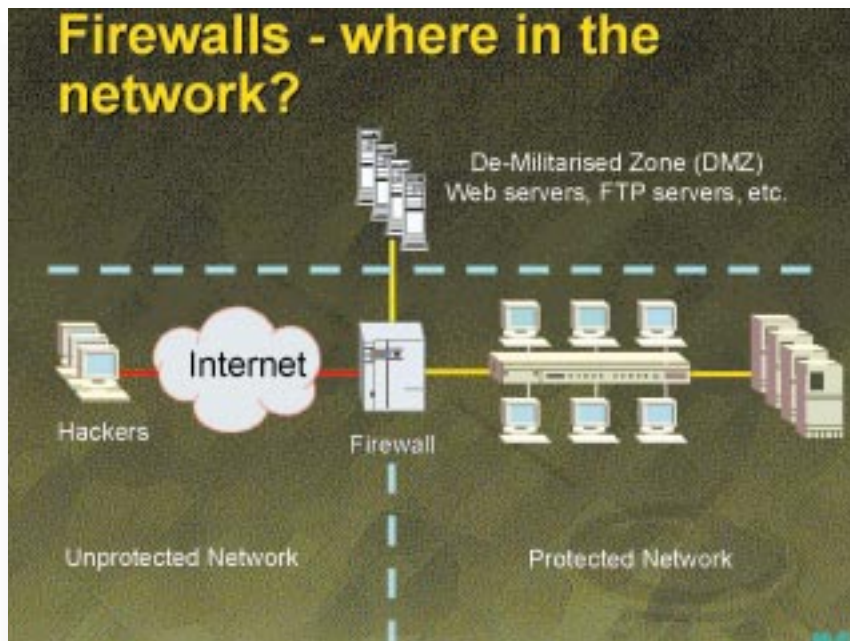 Firewalls - where in the
network?
De-Militarised Zone (DMZ)
Web servers, FTP servers, etc.
Internet
Hackers
Firewall
Unprotected Network
Protected Network